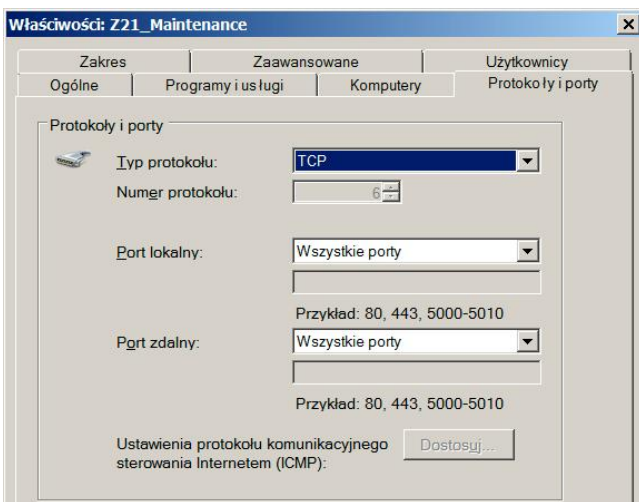 Właściwości: Z21_Maintenance
Zakres
Zaawansowane
Użytkownicy
Ogólne
Programy i usługi
Komputery
Protokoły i porty
Protokoły i porty
Typ protokołu:
TCP
Numer protokołu:
6
Port lokalny:
Wszystkie porty
Przykład: 80, 443, 5000-5010
Port zdalny:
Wszystkie porty
Przykład: 80, 443, 5000-5010
Ustawienia protokołu komunikacyjnego
sterowania Internetem (ICMP):
Dostosuj...